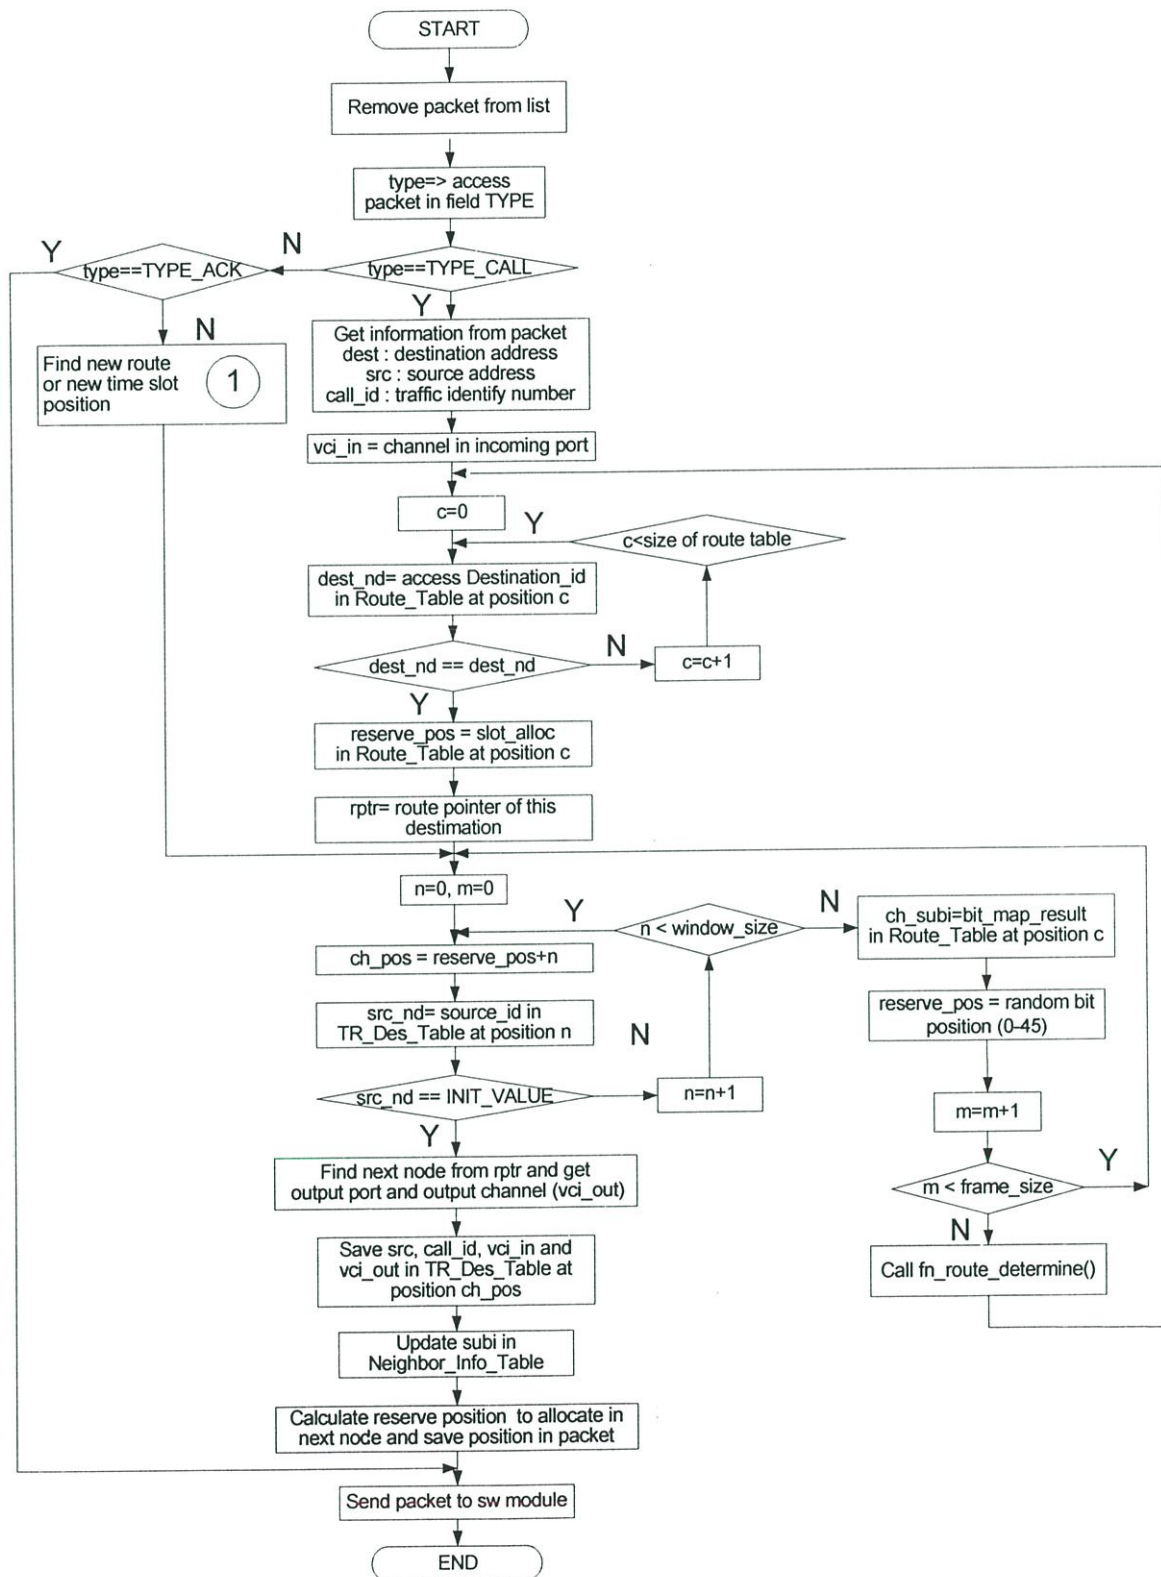 START
Remove packet from list
type=> access
packet in field TYPE
Y
type==TYPE_ACK
N
type==TYPE_CALL
Y
N
Find new route
or new time slot
position
1
Get information from packet
dest : destination address
src : source address
call_id : traffic identify number
vci_in = channel in incoming port
c=0
Y
c<size of route table
dest_nd= access Destination_id
in Route_Table at position c
dest_nd == dest_nd
N
c=c+1
Y
reserve_pos = slot_alloc
in Route_Table at position c
rptr= route pointer of this
destimation
n=0, m=0
Y
n < window_size
N
ch_subi=bit_map_result
in Route_Table at position c
ch_pos = reserve_pos+n
src_nd= source_id in
TR_Des_Table at position n
N
reserve_pos = random bit
position (0-45)
src_nd == INIT_VALUE
n=n+1
m=m+1
Y
Find next node from rptr and get
output port and output channel (vci_out)
m < frame_size
Y
N
Save src, call_id, vci_in and
vci_out in TR_Des_Table at
position ch_pos
Call fn_route_determine()
Update subi in
Neighbor_Info_Table
Calculate reserve position to allocate in
next node and save position in packet
Send packet to sw module
END